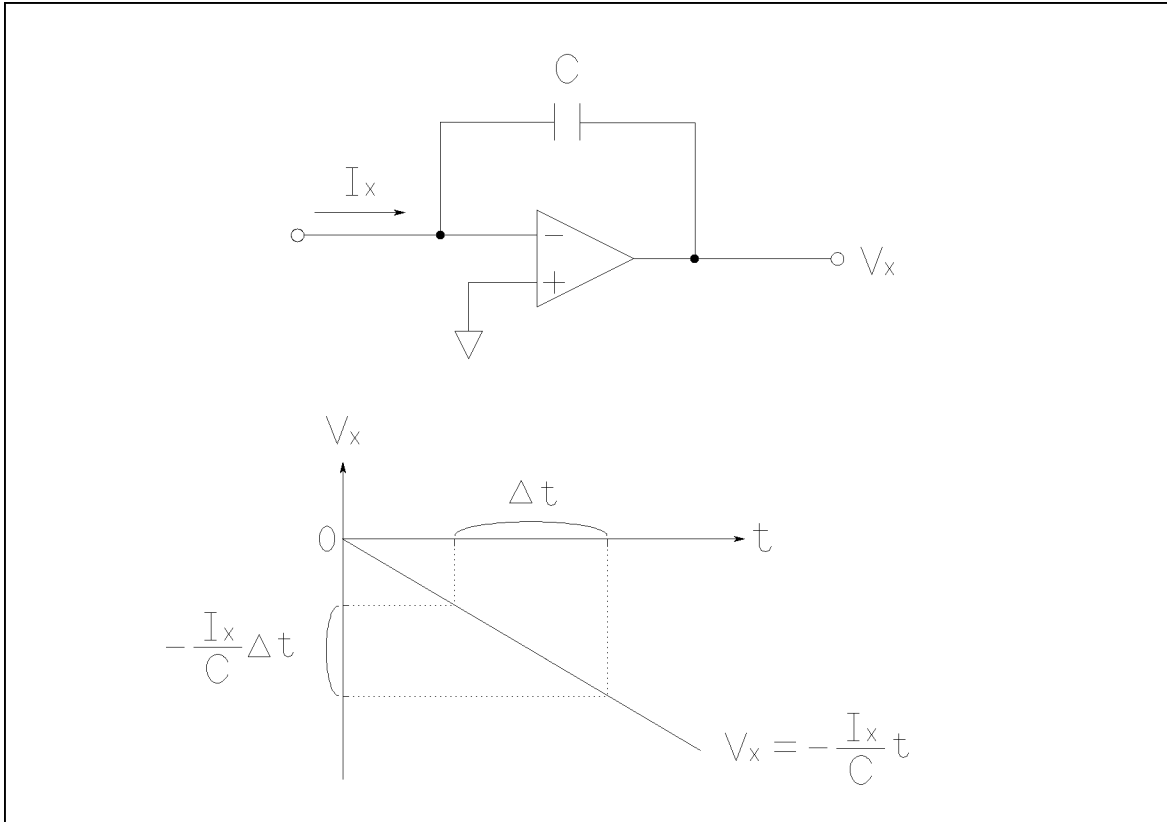 C
Ix
−
+
Vx
Vx
Δt
0
t
−Ix/C Δt
Vx = −Ix/C t